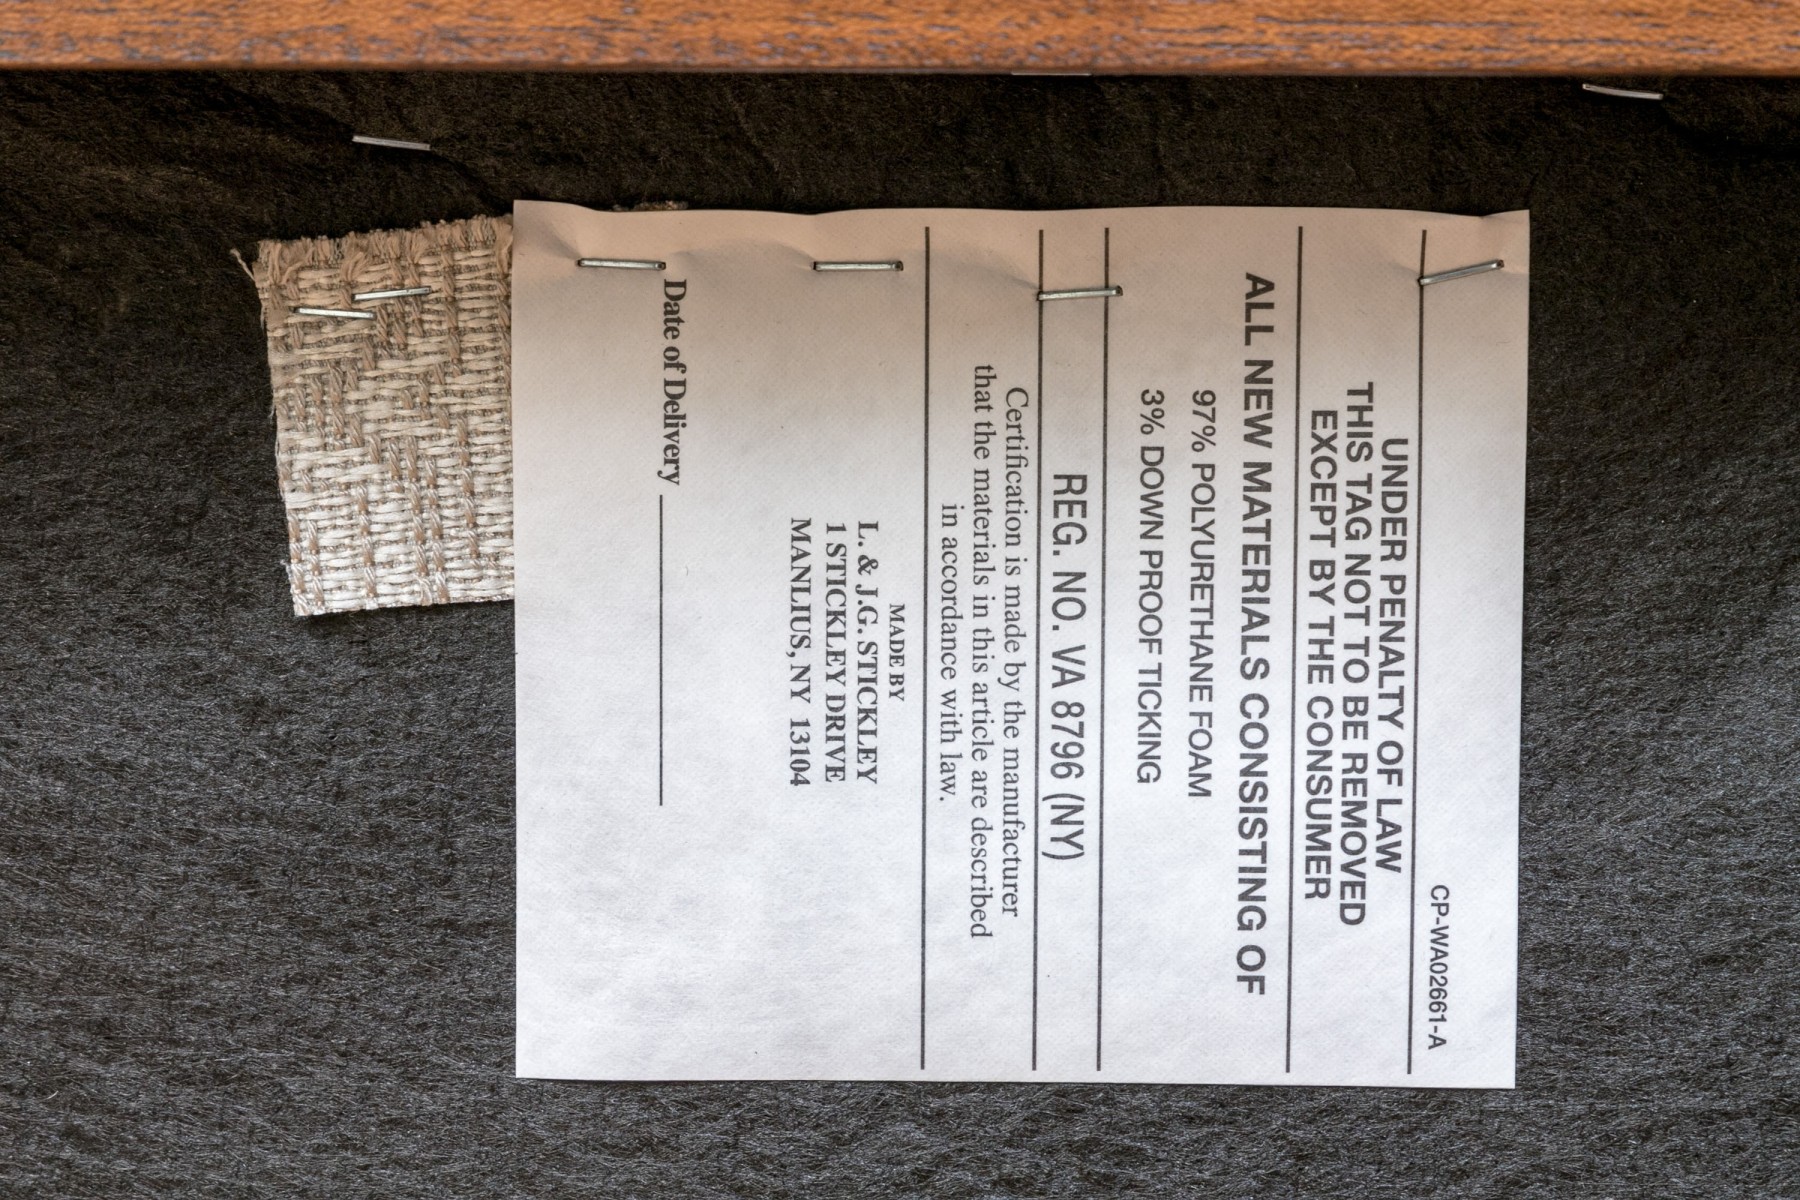 CP-WA02661-A
UNDER PENALTY OF LAW
THIS TAG NOT TO BE REMOVED
EXCEPT BY THE CONSUMER
ALL NEW MATERIALS CONSISTING OF
97% POLYURETHANE FOAM
3% DOWN PROOF TICKING
REG. NO. VA 8796 (NY)
Certification is made by the manufacturer
that the materials in this article are described
in accordance with law.
MADE BY
L. & J.G. STICKLEY
1 STICKLEY DRIVE
MANLIUS, NY 13104
Date of Delivery